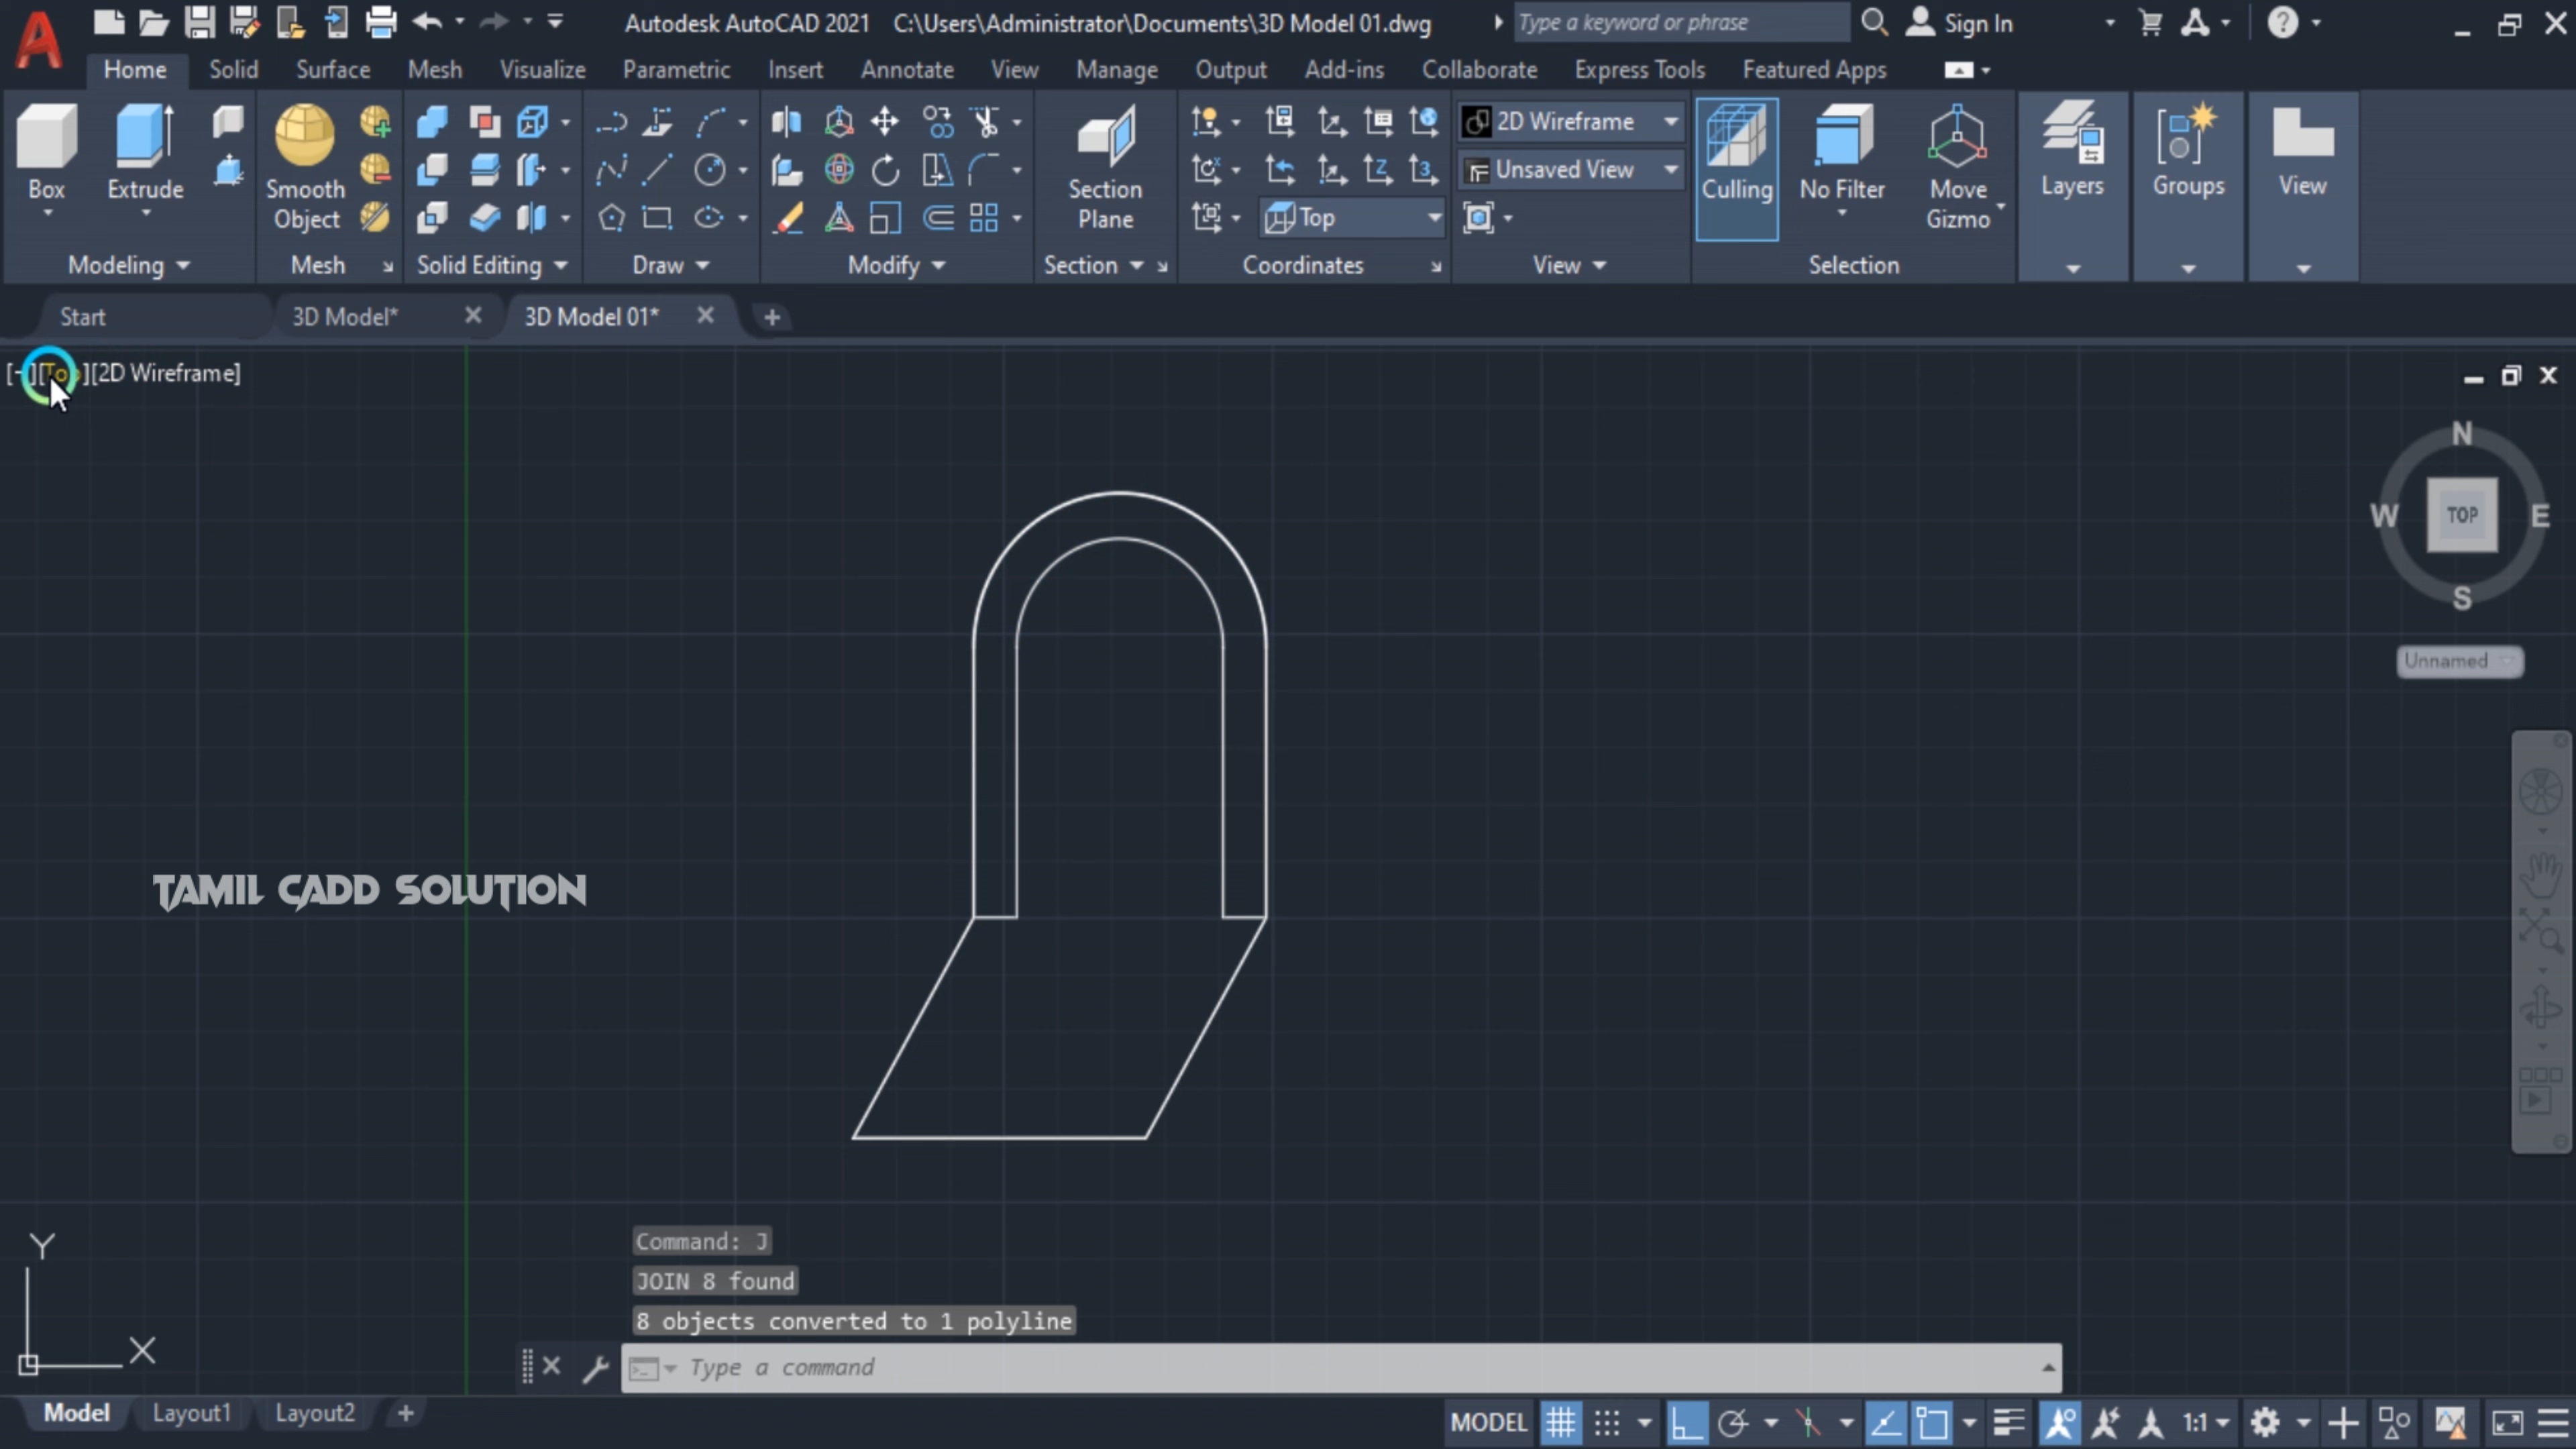 Autodesk AutoCAD 2021 C:\Users\Administrator\Documents\3D Model 01.dwg Type a keyword or phrase Sign In
Home Solid Surface Mesh Visualize Parametric Insert Annotate View Manage Output Add-ins Collaborate Express Tools Featured Apps
Box Extrude Smooth Object Section Plane 2D Wireframe Unsaved View Top Culling No Filter Move Gizmo Layers Groups View
Modeling Mesh Solid Editing Draw Modify Section Coordinates View Selection
Start 3D Model* 3D Model 01* +
[-][Top][2D Wireframe]
N
W TOP E
S
Unnamed
TAMIL CADD SOLUTION
Y
X
Command: J
JOIN 8 found
8 objects converted to 1 polyline
Type a command
Model Layout1 Layout2 + MODEL 1:1